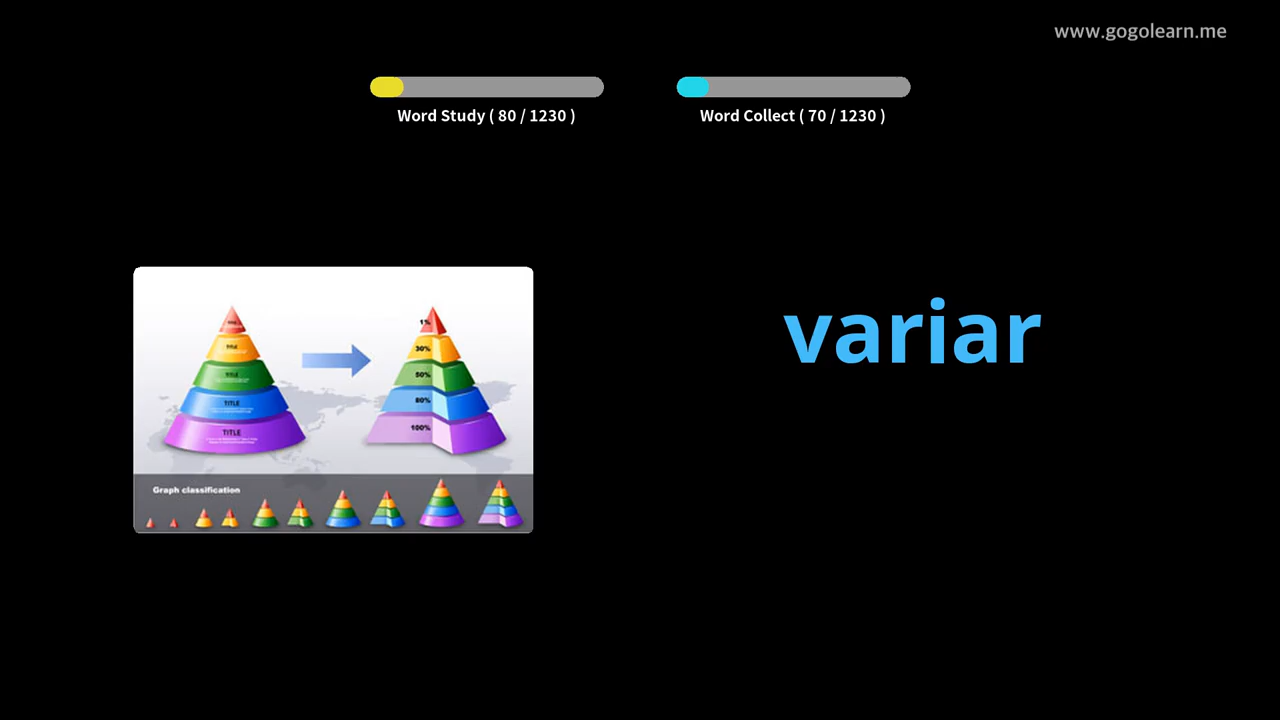 www.gogolearn.me
Word Study ( 80 / 1230 )
Word Collect ( 70 / 1230 )
variar
TITLE
TITLE
TITLE
TITLE
1%
30%
50%
80%
100%
Graph classification